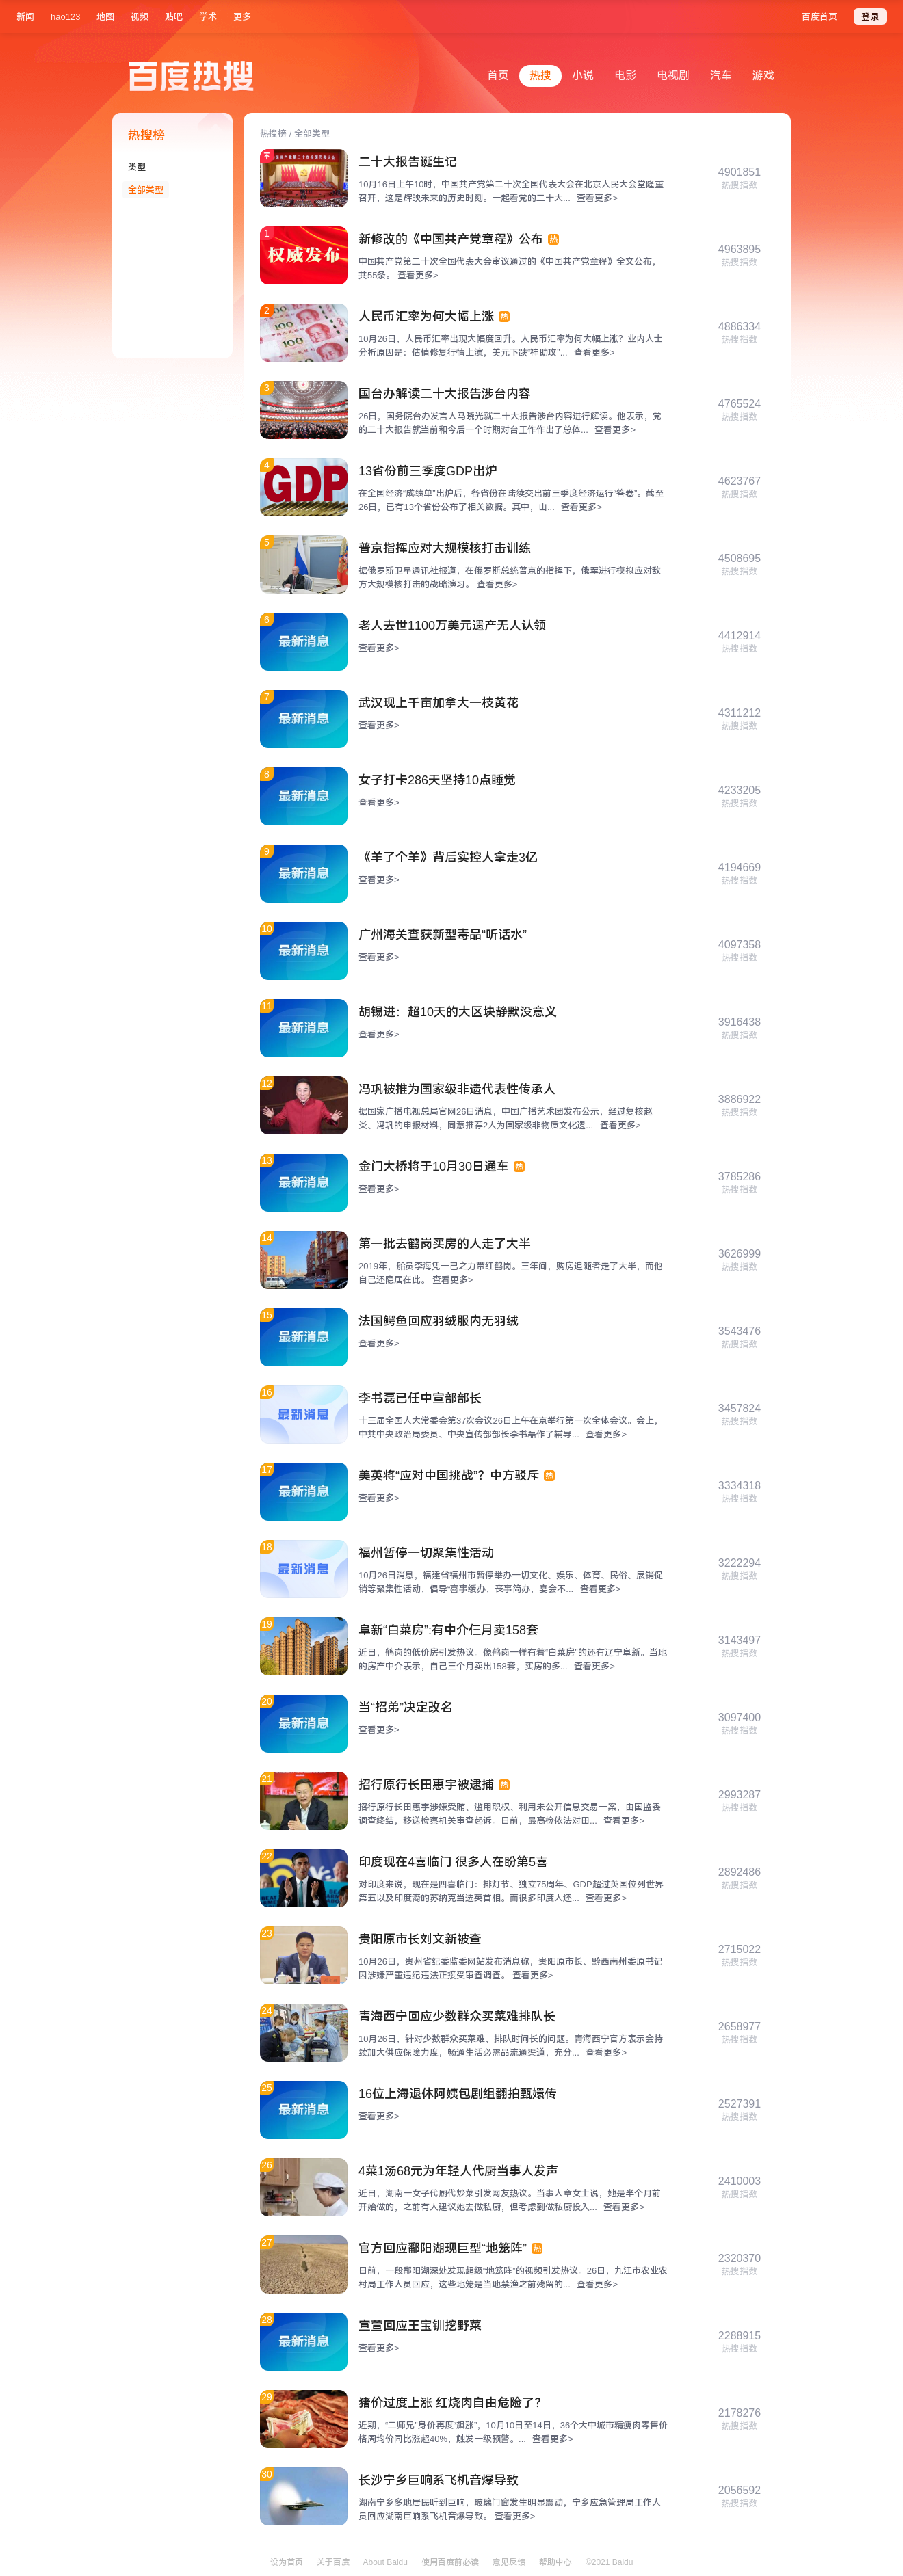 新闻 hao123 地图 视频 贴吧 学术 更多 百度首页 登录
百度热搜
首页 热搜 小说 电影 电视剧 汽车 游戏
热搜榜
类型
全部类型
热搜榜 / 全部类型
二十大报告诞生记
10月16日上午10时，中国共产党第二十次全国代表大会在北京人民大会堂隆重
召开，这是辉映未来的历史时刻。一起看党的二十大... 查看更多>
4901851
热搜指数
1
权威发布
新修改的《中国共产党章程》公布 热
中国共产党第二十次全国代表大会审议通过的《中国共产党章程》全文公布，
共55条。 查看更多>
4963895
热搜指数
2
人民币汇率为何大幅上涨 热
10月26日，人民币汇率出现大幅度回升。人民币汇率为何大幅上涨？业内人士
分析原因是：估值修复行情上演，美元下跌“神助攻”... 查看更多>
4886334
热搜指数
3
国台办解读二十大报告涉台内容
26日，国务院台办发言人马晓光就二十大报告涉台内容进行解读。他表示，党
的二十大报告就当前和今后一个时期对台工作作出了总体... 查看更多>
4765524
热搜指数
4
GDP
13省份前三季度GDP出炉
在全国经济“成绩单”出炉后，各省份在陆续交出前三季度经济运行“答卷”。截至
26日，已有13个省份公布了相关数据。其中，山... 查看更多>
4623767
热搜指数
5
普京指挥应对大规模核打击训练
据俄罗斯卫星通讯社报道，在俄罗斯总统普京的指挥下，俄军进行模拟应对敌
方大规模核打击的战略演习。 查看更多>
4508695
热搜指数
6
最新消息
老人去世1100万美元遗产无人认领
查看更多>
4412914
热搜指数
7
最新消息
武汉现上千亩加拿大一枝黄花
查看更多>
4311212
热搜指数
8
最新消息
女子打卡286天坚持10点睡觉
查看更多>
4233205
热搜指数
9
最新消息
《羊了个羊》背后实控人拿走3亿
查看更多>
4194669
热搜指数
10
最新消息
广州海关查获新型毒品“听话水”
查看更多>
4097358
热搜指数
11
最新消息
胡锡进：超10天的大区块静默没意义
查看更多>
3916438
热搜指数
12
冯巩被推为国家级非遗代表性传承人
据国家广播电视总局官网26日消息，中国广播艺术团发布公示，经过复核赵
炎、冯巩的申报材料，同意推荐2人为国家级非物质文化遗... 查看更多>
3886922
热搜指数
13
最新消息
金门大桥将于10月30日通车 热
查看更多>
3785286
热搜指数
14
第一批去鹤岗买房的人走了大半
2019年，船员李海凭一己之力带红鹤岗。三年间，购房追随者走了大半，而他
自己还隐居在此。 查看更多>
3626999
热搜指数
15
最新消息
法国鳄鱼回应羽绒服内无羽绒
查看更多>
3543476
热搜指数
16
最新消息
李书磊已任中宣部部长
十三届全国人大常委会第37次会议26日上午在京举行第一次全体会议。会上，
中共中央政治局委员、中央宣传部部长李书磊作了辅导... 查看更多>
3457824
热搜指数
17
最新消息
美英将“应对中国挑战”？中方驳斥 热
查看更多>
3334318
热搜指数
18
最新消息
福州暂停一切聚集性活动
10月26日消息，福建省福州市暂停举办一切文化、娱乐、体育、民俗、展销促
销等聚集性活动，倡导“喜事缓办，丧事简办，宴会不... 查看更多>
3222294
热搜指数
19
阜新“白菜房”:有中介仨月卖158套
近日，鹤岗的低价房引发热议。像鹤岗一样有着“白菜房”的还有辽宁阜新。当地
的房产中介表示，自己三个月卖出158套，买房的多... 查看更多>
3143497
热搜指数
20
最新消息
当“招弟”决定改名
查看更多>
3097400
热搜指数
21
招行原行长田惠宇被逮捕 热
招行原行长田惠宇涉嫌受贿、滥用职权、利用未公开信息交易一案，由国监委
调查终结，移送检察机关审查起诉。日前，最高检依法对田... 查看更多>
2993287
热搜指数
22
印度现在4喜临门 很多人在盼第5喜
对印度来说，现在是四喜临门：排灯节、独立75周年、GDP超过英国位列世界
第五以及印度裔的苏纳克当选英首相。而很多印度人还... 查看更多>
2892486
热搜指数
23
贵阳原市长刘文新被查
10月26日，贵州省纪委监委网站发布消息称，贵阳原市长、黔西南州委原书记
因涉嫌严重违纪违法正接受审查调查。 查看更多>
2715022
热搜指数
24
青海西宁回应少数群众买菜难排队长
10月26日，针对少数群众买菜难、排队时间长的问题。青海西宁官方表示会持
续加大供应保障力度，畅通生活必需品流通渠道，充分... 查看更多>
2658977
热搜指数
25
最新消息
16位上海退休阿姨包剧组翻拍甄嬛传
查看更多>
2527391
热搜指数
26
4菜1汤68元为年轻人代厨当事人发声
近日，湖南一女子代厨代炒菜引发网友热议。当事人章女士说，她是半个月前
开始做的，之前有人建议她去做私厨，但考虑到做私厨投入... 查看更多>
2410003
热搜指数
27
官方回应鄱阳湖现巨型“地笼阵” 热
日前，一段鄱阳湖深处发现超级“地笼阵”的视频引发热议。26日，九江市农业农
村局工作人员回应，这些地笼是当地禁渔之前残留的... 查看更多>
2320370
热搜指数
28
最新消息
宣萱回应王宝钏挖野菜
查看更多>
2288915
热搜指数
29
猪价过度上涨 红烧肉自由危险了？
近期，“二师兄”身价再度“飙涨”，10月10日至14日，36个大中城市精瘦肉零售价
格周均价同比涨超40%，触发一级预警。... 查看更多>
2178276
热搜指数
30
长沙宁乡巨响系飞机音爆导致
湖南宁乡多地居民听到巨响，玻璃门窗发生明显震动，宁乡应急管理局工作人
员回应湖南巨响系飞机音爆导致。 查看更多>
2056592
热搜指数
设为首页 关于百度 About Baidu 使用百度前必读 意见反馈 帮助中心 ©2021 Baidu